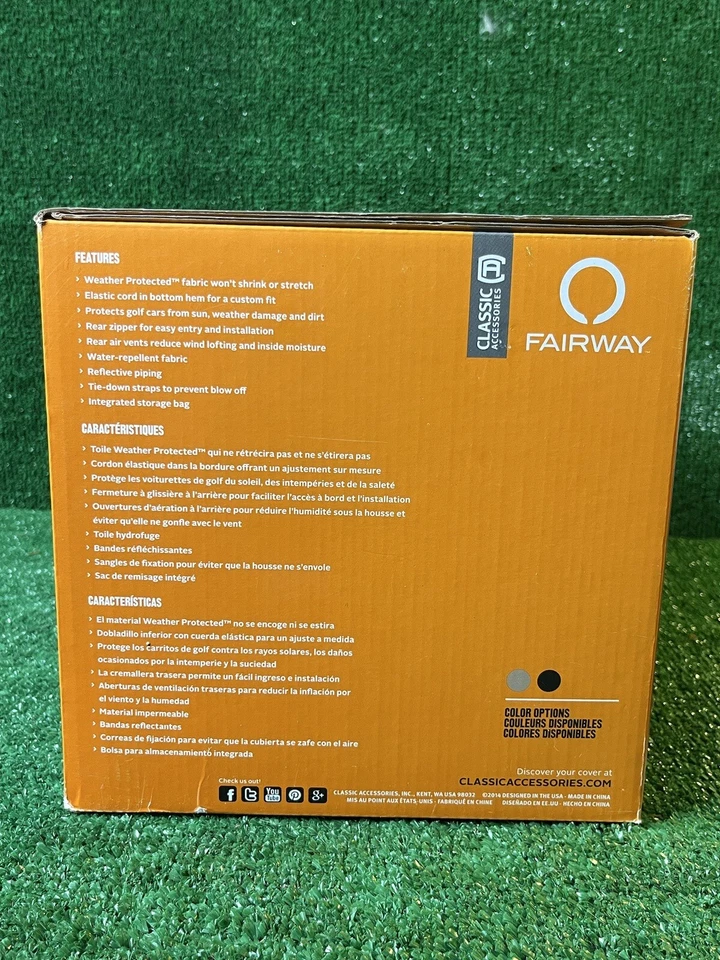 FEATURES
› Weather Protected™ fabric won't shrink or stretch
› Elastic cord in bottom hem for a custom fit
› Protects golf cars from sun, weather damage and dirt
› Rear zipper for easy entry and installation
› Rear air vents reduce wind lofting and inside moisture
› Water-repellent fabric
› Reflective piping
› Tie-down straps to prevent blow off
› Integrated storage bag
CLASSIC
ACCESSORIES
FAIRWAY
CARACTÉRISTIQUES
› Toile Weather Protected™ qui ne rétrécira pas et ne s'étirera pas
› Cordon élastique dans la bordure offrant un ajustement sur mesure
› Protège les voiturettes de golf du soleil, des intempéries et de la saleté
› Fermeture à glissière à l'arrière pour faciliter l'accès à bord et l'installation
› Ouvertures d'aération à l'arrière pour réduire l'humidité sous la housse et
éviter qu'elle ne gonfle avec le vent
› Toile hydrofuge
› Bandes réfléchissantes
› Sangles de fixation pour éviter que la housse ne s'envole
› Sac de remisage intégré
CARACTERÍSTICAS
› El material Weather Protected™ no se encoge ni se estira
› Dobladillo inferior con cuerda elástica para un ajuste a medida
› Protege los carritos de golf contra los rayos solares, los daños
ocasionados por la intemperie y la suciedad
› La cremallera trasera permite un fácil ingreso e instalación
› Aberturas de ventilación traseras para reducir la inflación por
el viento y la humedad
› Material impermeable
› Bandas reflectantes
› Correas de fijación para evitar que la cubierta se zafe con el aire
› Bolsa para almacenamiento integrada
COLOR OPTIONS
COULEURS DISPONIBLES
COLORES DISPONIBLES
Discover your cover at
CLASSICACCESSORIES.COM
Check us out!
You Tube
g+
CLASSIC ACCESSORIES, INC., KENT, WA USA 98032 ©2014 DESIGNED IN THE USA · MADE IN CHINA
MIS AU POINT AUX ÉTATS-UNIS · FABRIQUÉ EN CHINE DISEÑADO EN EE.UU · HECHO EN CHINA